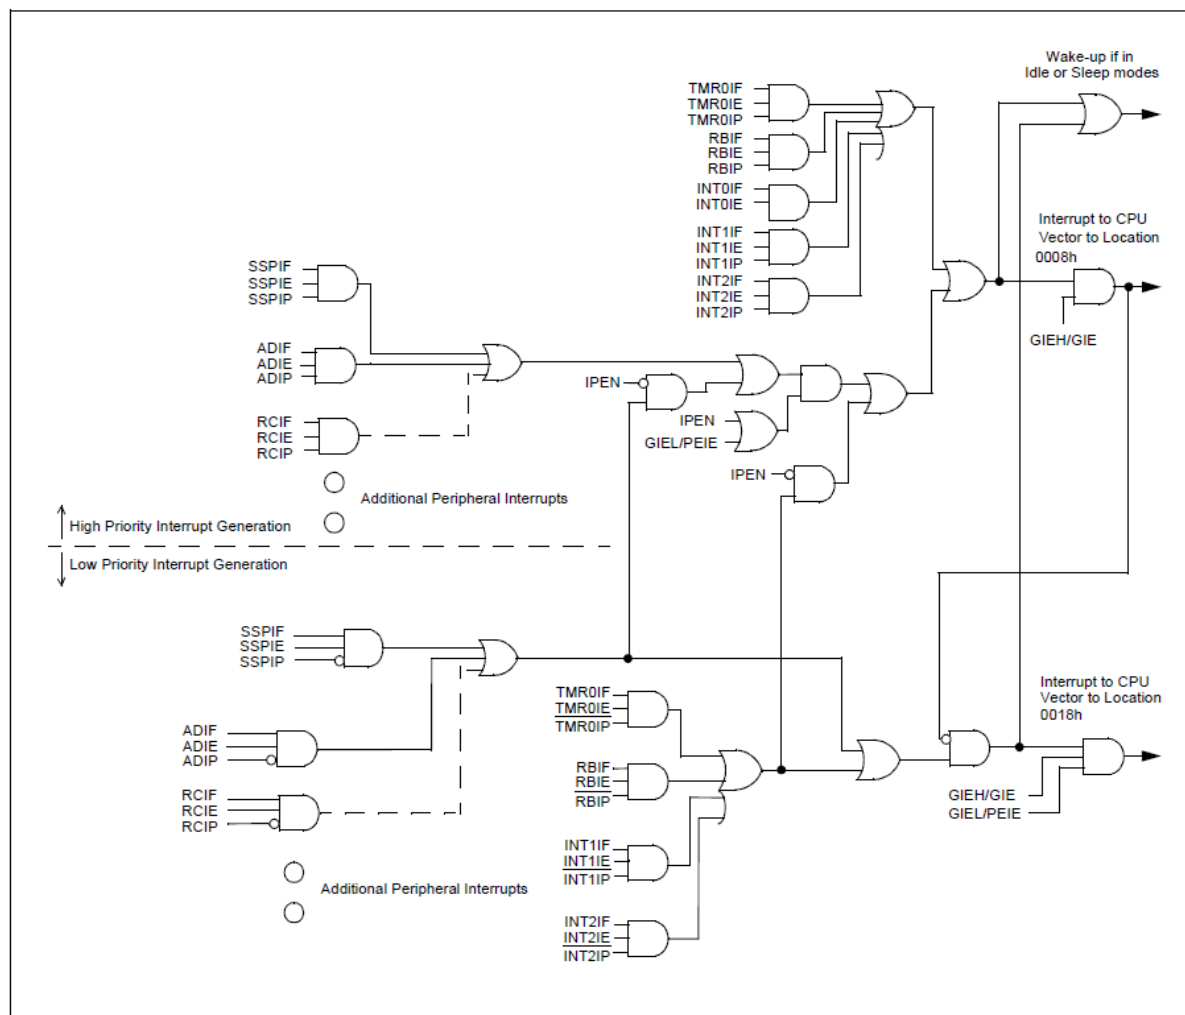 Wake-up if in
Idle or Sleep modes
TMR0IF
TMR0IE
TMR0IP
RBIF
RBIE
RBIP
INT0IF
INT0IE
INT1IF
INT1IE
INT1IP
INT2IF
INT2IE
INT2IP
Interrupt to CPU
Vector to Location
0008h
GIEH/GIE
SSPIF
SSPIE
SSPIP
ADIF
ADIE
ADIP
RCIF
RCIE
RCIP
IPEN
IPEN
GIEL/PEIE
IPEN
Additional Peripheral Interrupts
High Priority Interrupt Generation
Low Priority Interrupt Generation
SSPIF
SSPIE
SSPIP
ADIF
ADIE
ADIP
RCIF
RCIE
RCIP
Additional Peripheral Interrupts
TMR0IF
TMR0IE
TMR0IP
RBIF
RBIE
RBIP
INT1IF
INT1IE
INT1IP
INT2IF
INT2IE
INT2IP
Interrupt to CPU
Vector to Location
0018h
GIEH/GIE
GIEL/PEIE